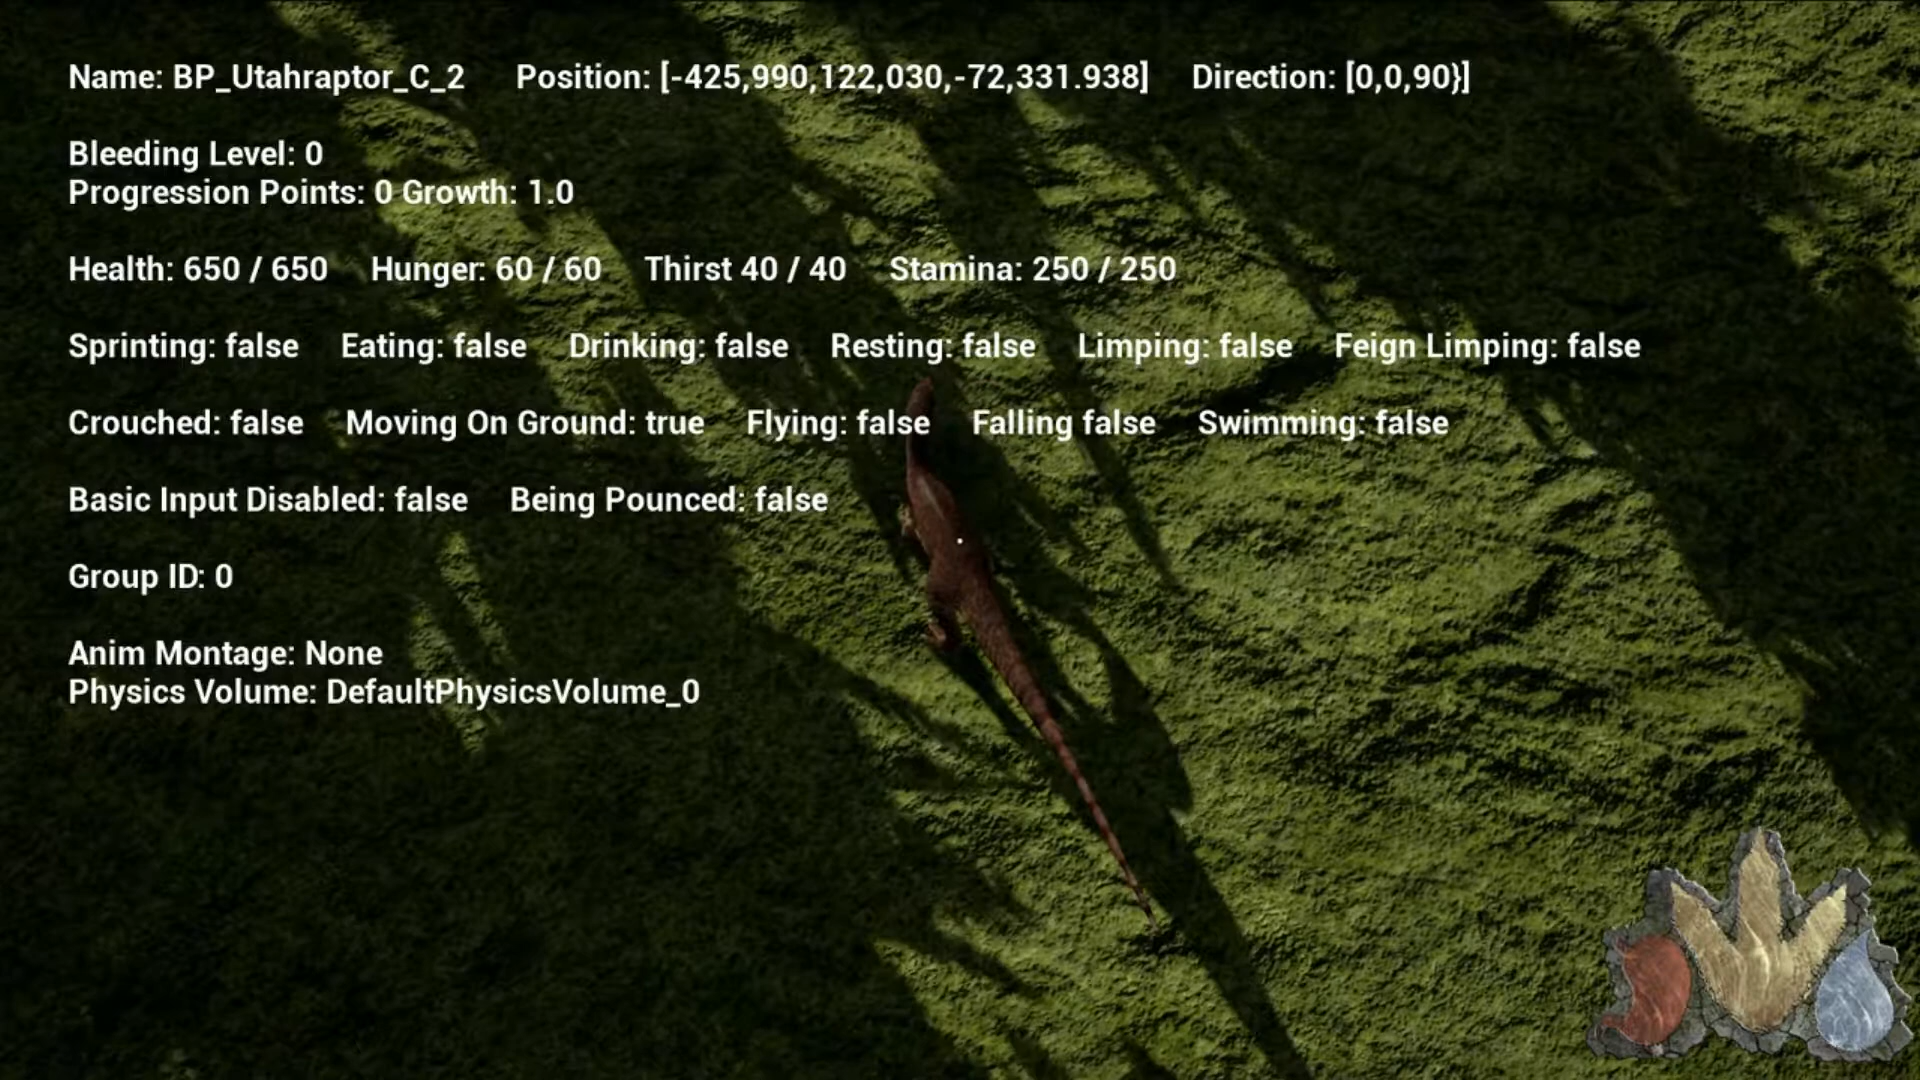 Name: BP_Utahraptor_C_2 Position: [-425,990,122,030,-72,331.938] Direction: [0,0,90}]
Bleeding Level: 0
Progression Points: 0 Growth: 1.0
Health: 650 / 650 Hunger: 60 / 60 Thirst 40 / 40 Stamina: 250 / 250
Sprinting: false Eating: false Drinking: false Resting: false Limping: false Feign Limping: false
Crouched: false Moving On Ground: true Flying: false Falling false Swimming: false
Basic Input Disabled: false Being Pounced: false
Group ID: 0
Anim Montage: None
Physics Volume: DefaultPhysicsVolume_0